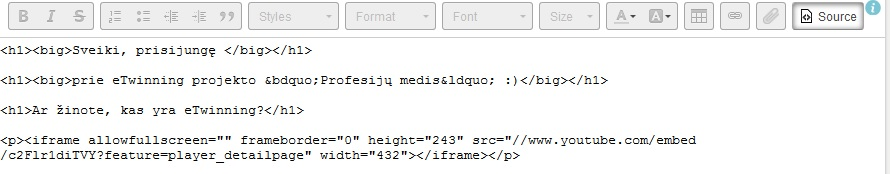 B I S Styles Format Font Size A A Source
<h1><big>Sveiki, prisijungę </big></h1>
<h1><big>prie eTwinning projekto &bdquo;Profesijų medis&ldquo; :)</big></h1>
<h1>Ar žinote, kas yra eTwinning?</h1>
<p><iframe allowfullscreen="" frameborder="0" height="243" src="//www.youtube.com/embed
/c2Flr1diTVY?feature=player_detailpage" width="432"></iframe></p>